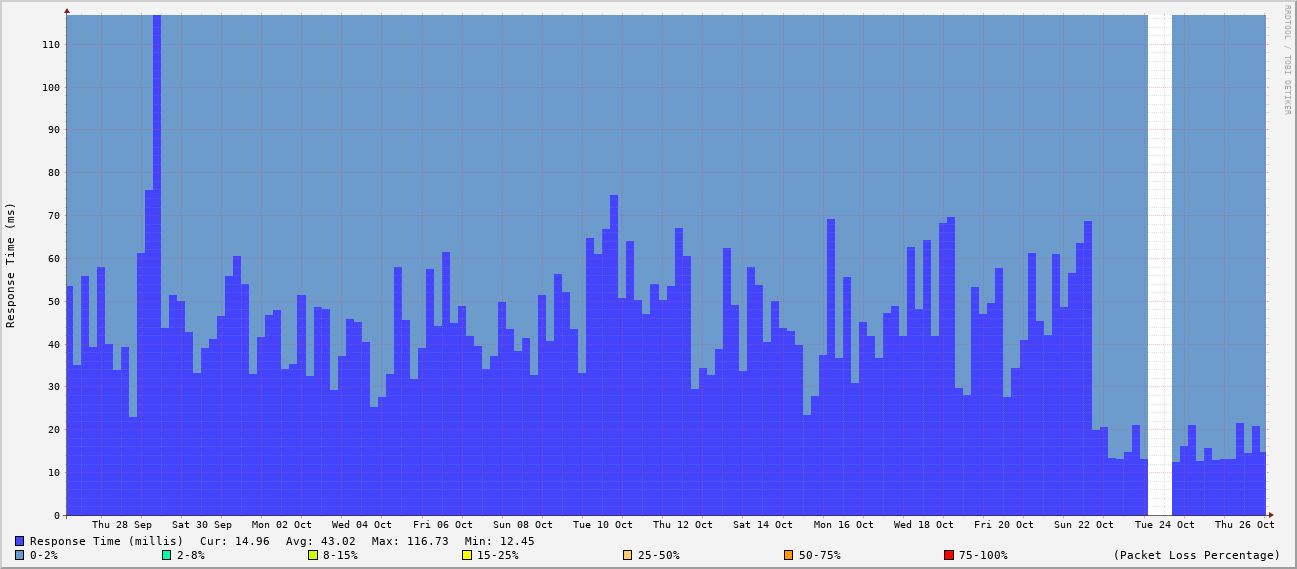 RRDTOOL / TOBI OETIKER
Response Time (ms)
110
100
90
80
70
60
50
40
30
20
10
0
Thu 28 Sep Sat 30 Sep Mon 02 Oct Wed 04 Oct Fri 06 Oct Sun 08 Oct Tue 10 Oct Thu 12 Oct Sat 14 Oct Mon 16 Oct Wed 18 Oct Fri 20 Oct Sun 22 Oct Tue 24 Oct Thu 26 Oct
Response Time (millis) Cur: 14.96 Avg: 43.02 Max: 116.73 Min: 12.45
0-2% 2-8% 8-15% 15-25% 25-50% 50-75% 75-100% (Packet Loss Percentage)